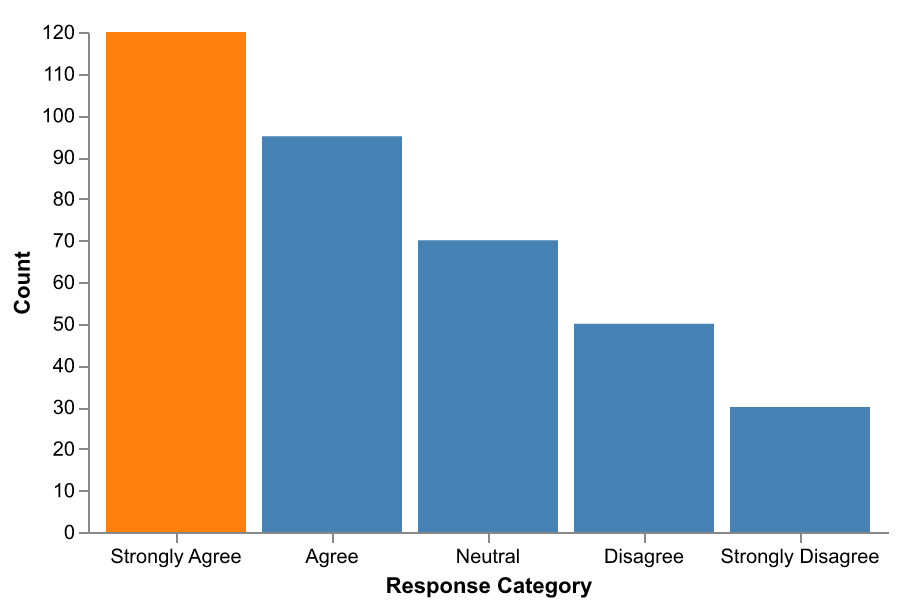 120
110
100
90
80
70
60
50
40
30
20
10
0
Count
Strongly Agree
Agree
Neutral
Disagree
Strongly Disagree
Response Category